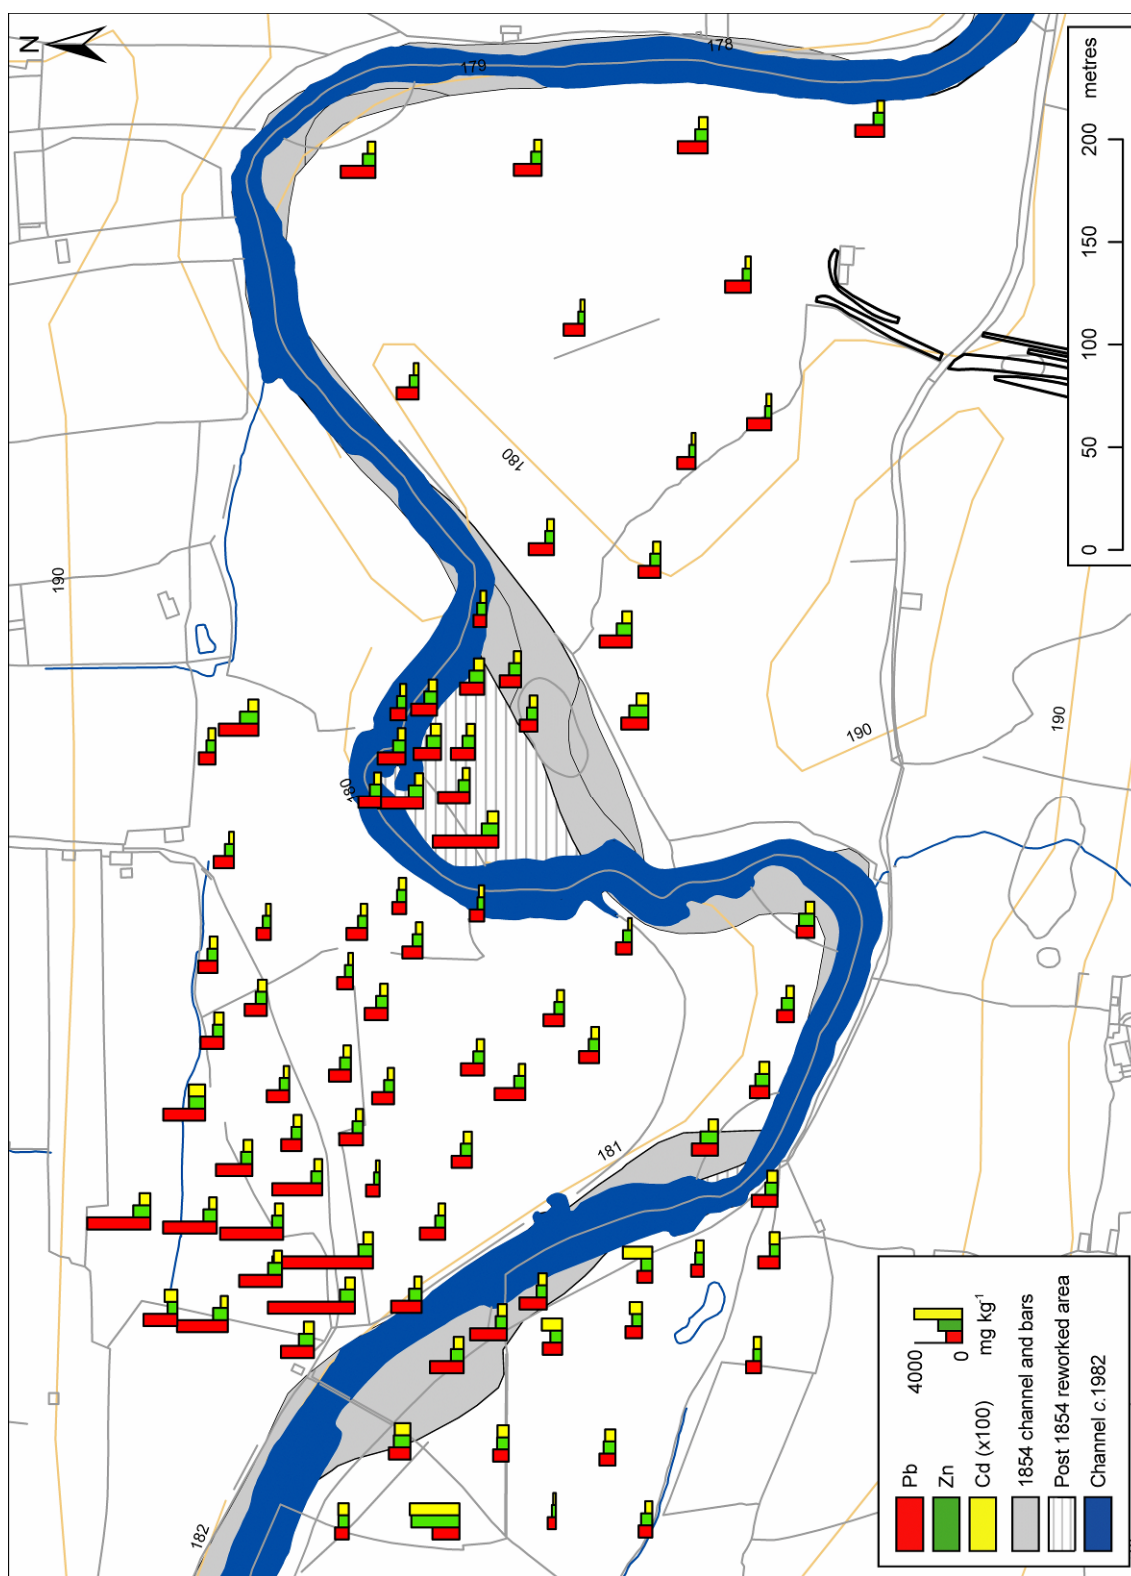 N
182
181
180
180
179
178
190
190
190
Pb
Zn
Cd (x100)
1854 channel and bars
Post 1854 reworked area
Channel c.1982
4000
0
mg kg⁻¹
0 50 100 150 200 metres